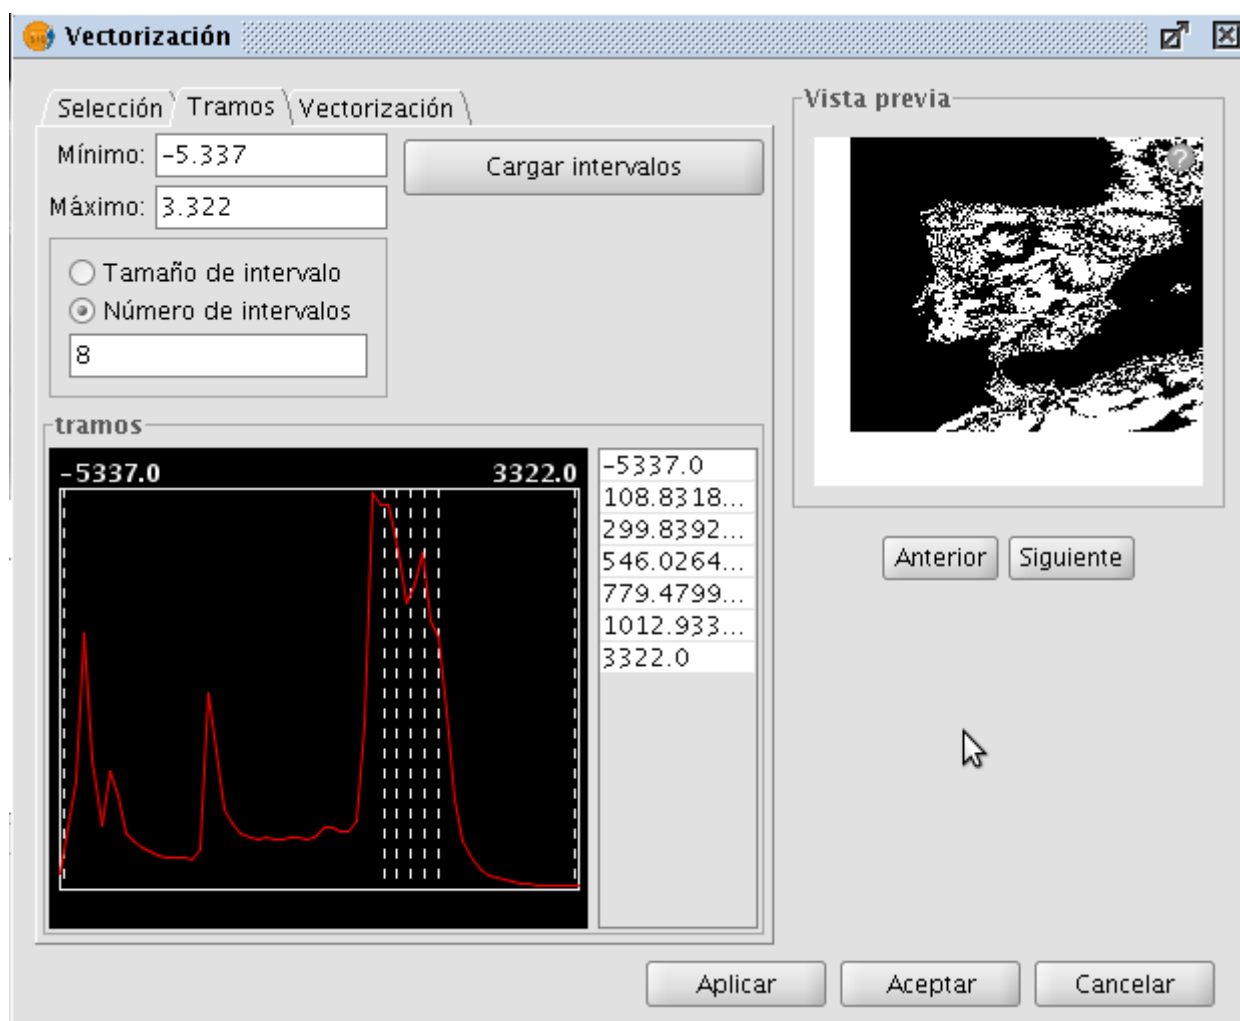 Vectorización
Selección Tramos Vectorización
Mínimo: -5.337
Cargar intervalos
Máximo: 3.322
Tamaño de intervalo
Número de intervalos
8
tramos
-5337.0 3322.0
-5337.0
108.8318...
299.8392...
546.0264...
779.4799...
1012.933...
3322.0
Vista previa
?
Anterior Siguiente
Aplicar Aceptar Cancelar